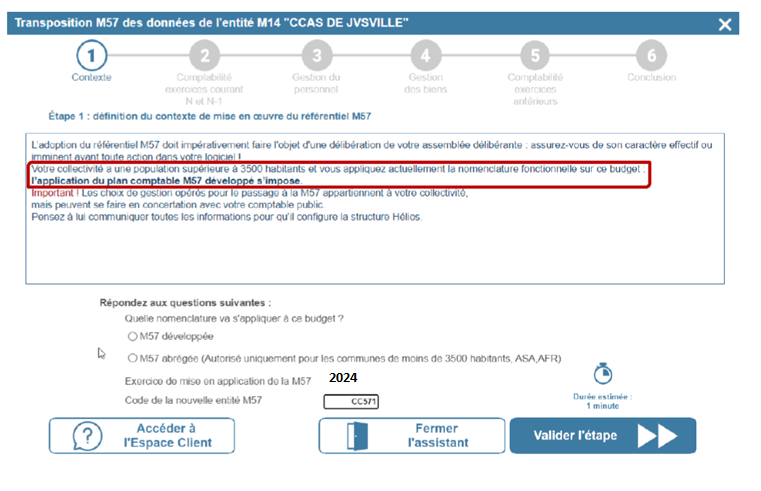 Transposition M57 des données de l'entité M14 "CCAS DE JVSVILLE"
1
2
3
4
5
6
Contexte
Comptabilité
exercices courant
N et N-1
Gestion du
personnel
Gestion
des biens
Comptabilité
exercices
antérieurs
Conclusion
Étape 1 : définition du contexte de mise en œuvre du référentiel M57
L'adoption du référentiel M57 doit impérativement faire l'objet d'une délibération de votre assemblée délibérante : assurez-vous de son caractère effectif ou
imminent avant toute action dans votre logiciel !
Votre collectivité a une population supérieure à 3500 habitants et vous appliquez actuellement la nomenclature fonctionnelle sur ce budget :
l'application du plan comptable M57 développé s'impose.
Important ! Les choix de gestion opérés pour le passage à la M57 appartiennent à votre collectivité,
mais peuvent se faire en concertation avec votre comptable public.
Pensez à lui communiquer toutes les informations pour qu'il configure la structure Hélios.
Répondez aux questions suivantes :
Quelle nomenclature va s'appliquer à ce budget ?
M57 développée
M57 abrégée (Autorisé uniquement pour les communes de moins de 3500 habitants, ASA,AFR)
Exercice de mise en application de la M57 2024
Code de la nouvelle entité M57 CC571
Durée estimée :
1 minute
Accéder à
l'Espace Client
Fermer
l'assistant
Valider l'étape